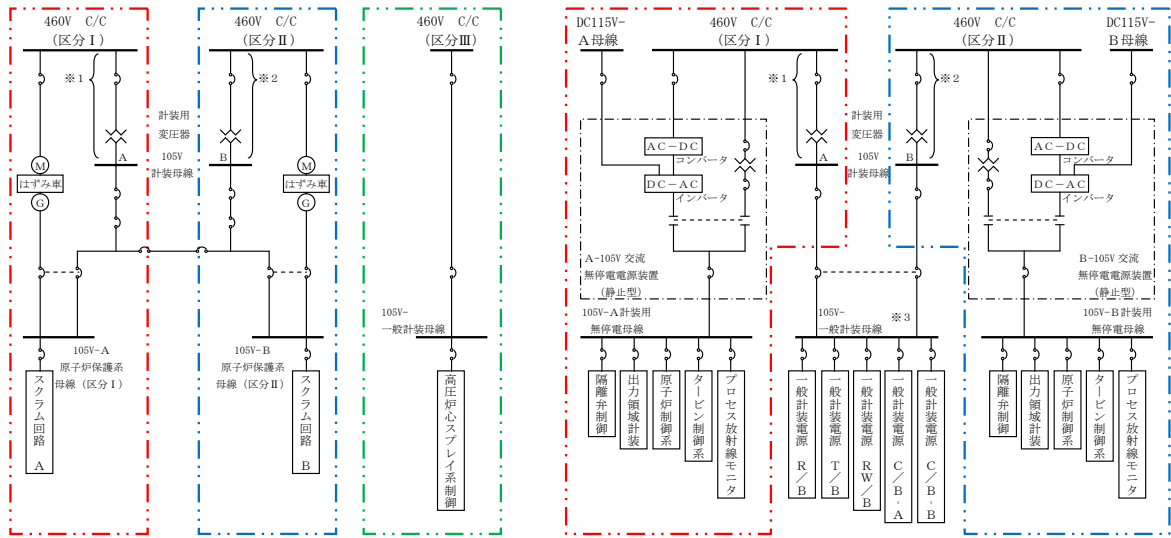 460V C/C
(区分Ⅰ)
460V C/C
(区分Ⅱ)
460V C/C
(区分Ⅲ)
※1
※2
計装用
変圧器
105V
計装母線
A
B
M
はずみ車
G
M
はずみ車
G
105V-A
原子炉保護系
母線(区分Ⅰ)
105V-B
原子炉保護系
母線(区分Ⅱ)
105V-
一般計装母線
スクラム回路 A
スクラム回路 B
高圧炉心スプレイ系制御
DC115V-
A母線
460V C/C
(区分Ⅰ)
460V C/C
(区分Ⅱ)
DC115V-
B母線
※1
※2
計装用
変圧器
105V
計装母線
A
B
AC-DC
コンバータ
DC-AC
インバータ
AC-DC
コンバータ
DC-AC
インバータ
A-105V 交流
無停電電源装置
(静止型)
B-105V 交流
無停電電源装置
(静止型)
105V-A計装用
無停電母線
105V-
一般計装母線
※3
105V-B計装用
無停電母線
隔離弁制御
出力領域計装
原子炉制御系
タービン制御系
プロセス放射線モニタ
一般計装電源 R/B
一般計装電源 T/B
一般計装電源 RW/B
一般計装電源 C/B-A
一般計装電源 C/B-B
隔離弁制御
出力領域計装
原子炉制御系
タービン制御系
プロセス放射線モニタ